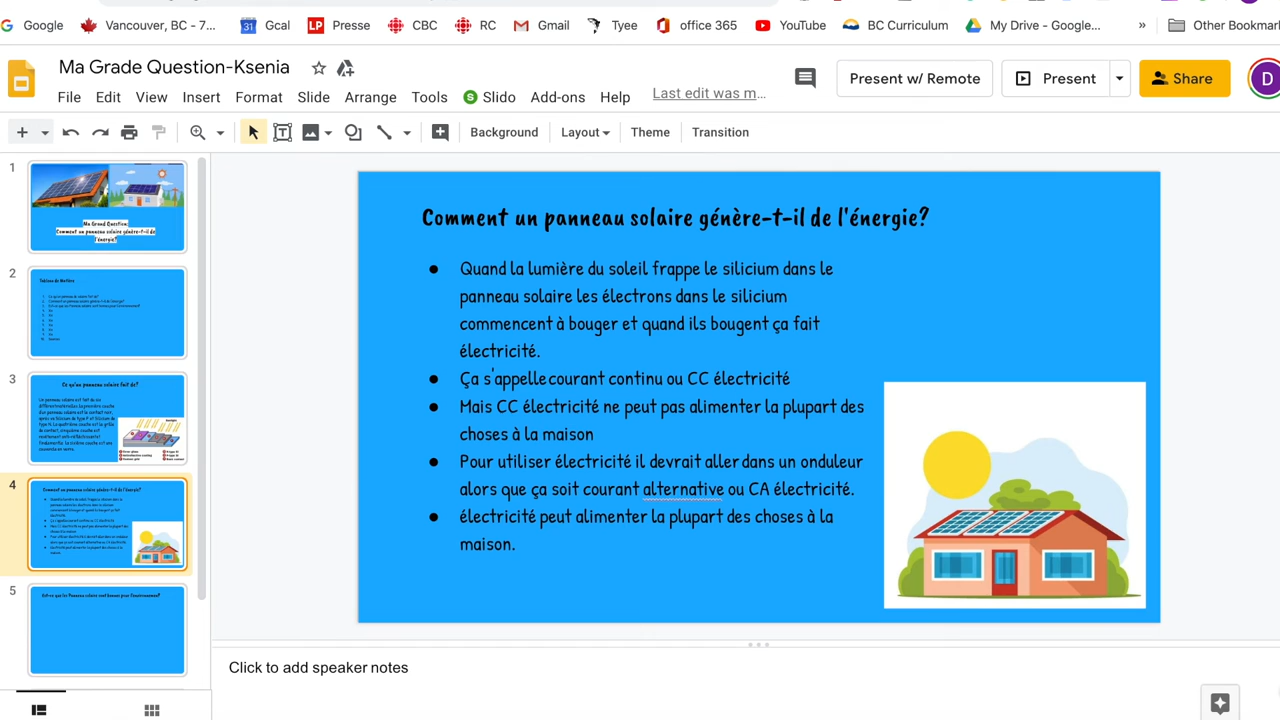 Google
Vancouver, BC - 7...
31
Gcal
LP
Presse
CBC
RC
Gmail
Tyee
office 365
YouTube
BC Curriculum
My Drive - Google...
»
Other Bookmar
Ma Grade Question-Ksenia
Present w/ Remote
Present
Share
D
File Edit View Insert Format Slide Arrange Tools Slido Add-ons Help Last edit was m...
Background Layout Theme Transition
1
Ma Grand Question:
Comment un panneau solaire génère-t-il de
l'énergie?
2
Tableau de Matière
3
Ce qu'un panneau solaire fait de?
4
Comment un panneau solaire génère-t-il de l'énergie?
5
Est-ce que les Panneau solaire sont bonnes pour l'environnement?
Comment un panneau solaire génère-t-il de l'énergie?
● Quand la lumière du soleil frappe le silicium dans le
panneau solaire les électrons dans le silicium
commencent à bouger et quand ils bougent ça fait
électricité.
● Ça s'appelle courant continu ou CC électricité
● Mais CC électricité ne peut pas alimenter la plupart des
choses à la maison
● Pour utiliser électricité il devrait aller dans un onduleur
alors que ça soit courant alternative ou CA électricité.
● électricité peut alimenter la plupart des choses à la
maison.
Click to add speaker notes